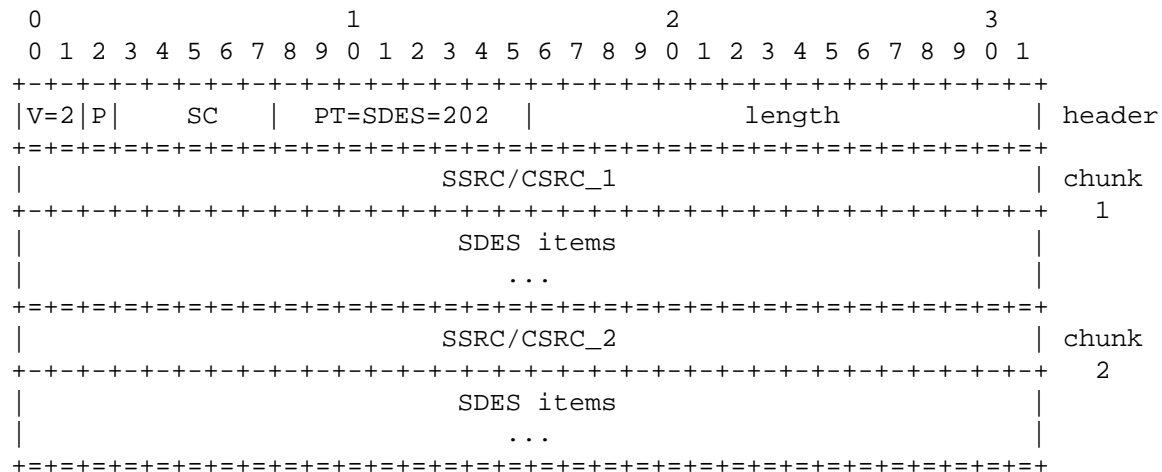 0                   1                   2                   3
 0 1 2 3 4 5 6 7 8 9 0 1 2 3 4 5 6 7 8 9 0 1 2 3 4 5 6 7 8 9 0 1
+-+-+-+-+-+-+-+-+-+-+-+-+-+-+-+-+-+-+-+-+-+-+-+-+-+-+-+-+-+-+-+-+
|V=2|P|    SC   |  PT=SDES=202  |             length            | header
+=+=+=+=+=+=+=+=+=+=+=+=+=+=+=+=+=+=+=+=+=+=+=+=+=+=+=+=+=+=+=+=+
|                          SSRC/CSRC_1                          | chunk
+-+-+-+-+-+-+-+-+-+-+-+-+-+-+-+-+-+-+-+-+-+-+-+-+-+-+-+-+-+-+-+-+   1
|                           SDES items                          |
|                              ...                              |
+=+=+=+=+=+=+=+=+=+=+=+=+=+=+=+=+=+=+=+=+=+=+=+=+=+=+=+=+=+=+=+=+
|                          SSRC/CSRC_2                          | chunk
+-+-+-+-+-+-+-+-+-+-+-+-+-+-+-+-+-+-+-+-+-+-+-+-+-+-+-+-+-+-+-+-+   2
|                           SDES items                          |
|                              ...                              |
+=+=+=+=+=+=+=+=+=+=+=+=+=+=+=+=+=+=+=+=+=+=+=+=+=+=+=+=+=+=+=+=+